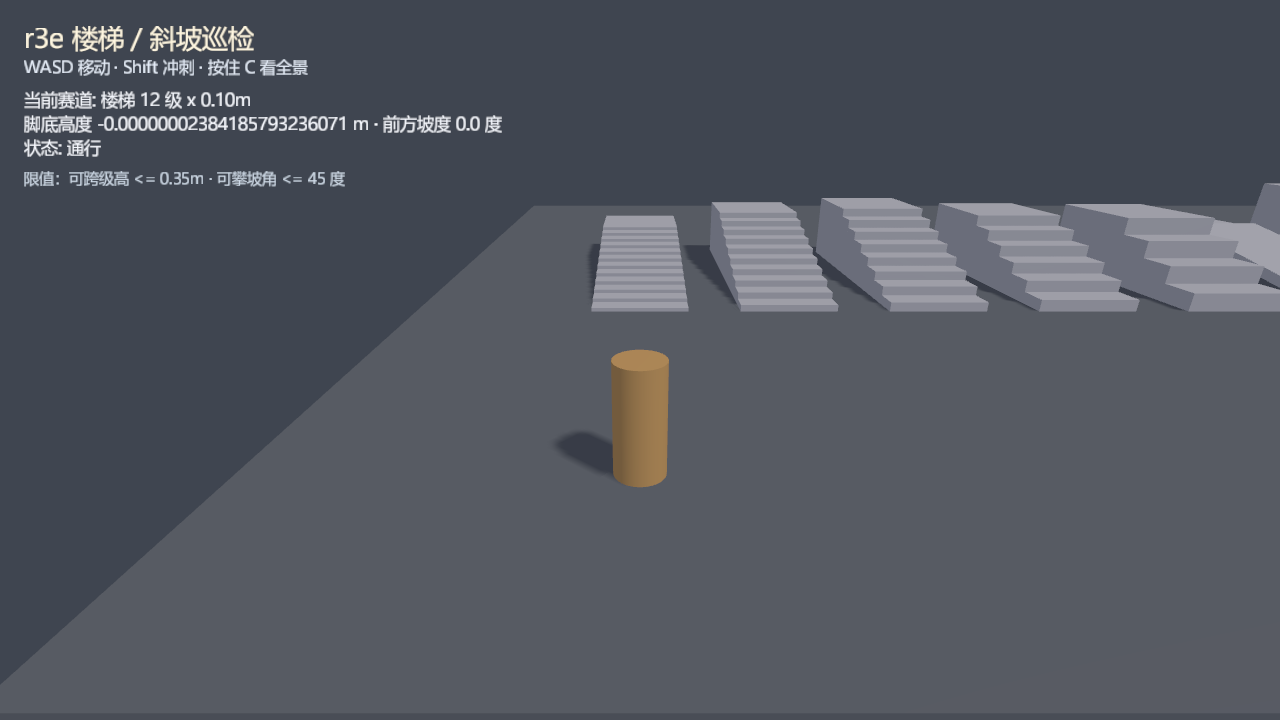 r3e 楼梯 / 斜坡巡检
WASD 移动 · Shift 冲刺 · 按住 C 看全景
当前赛道: 楼梯 12 级 x 0.10m
脚底高度 -0.00000002384185793236071 m · 前方坡度 0.0 度
状态: 通行
限值：可跨级高 <= 0.35m · 可攀坡角 <= 45 度